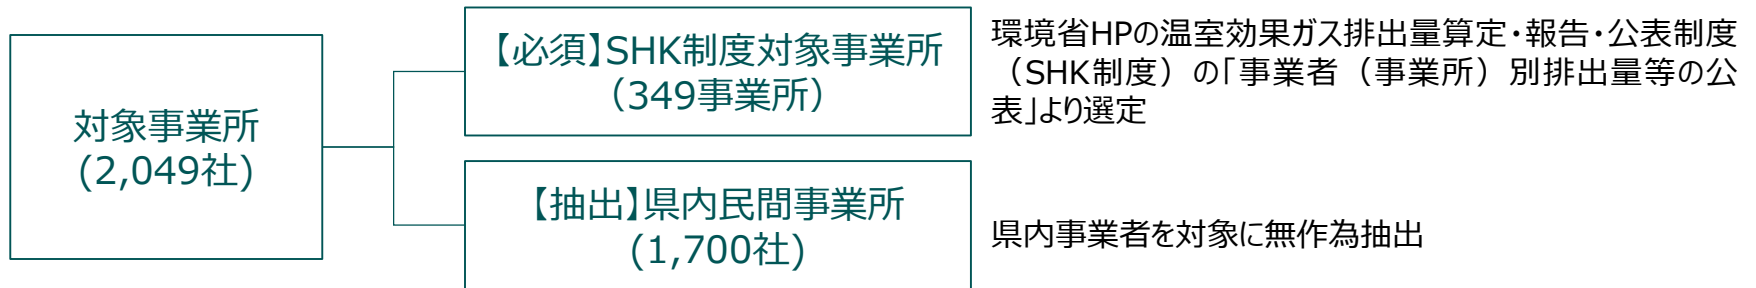 対象事業所
(2,049社)
【必須】SHK制度対象事業所
（349事業所）
環境省HPの温室効果ガス排出量算定・報告・公表制度
（SHK制度）の「事業者（事業所）別排出量等の公
表」より選定
【抽出】県内民間事業所
(1,700社)
県内事業者を対象に無作為抽出